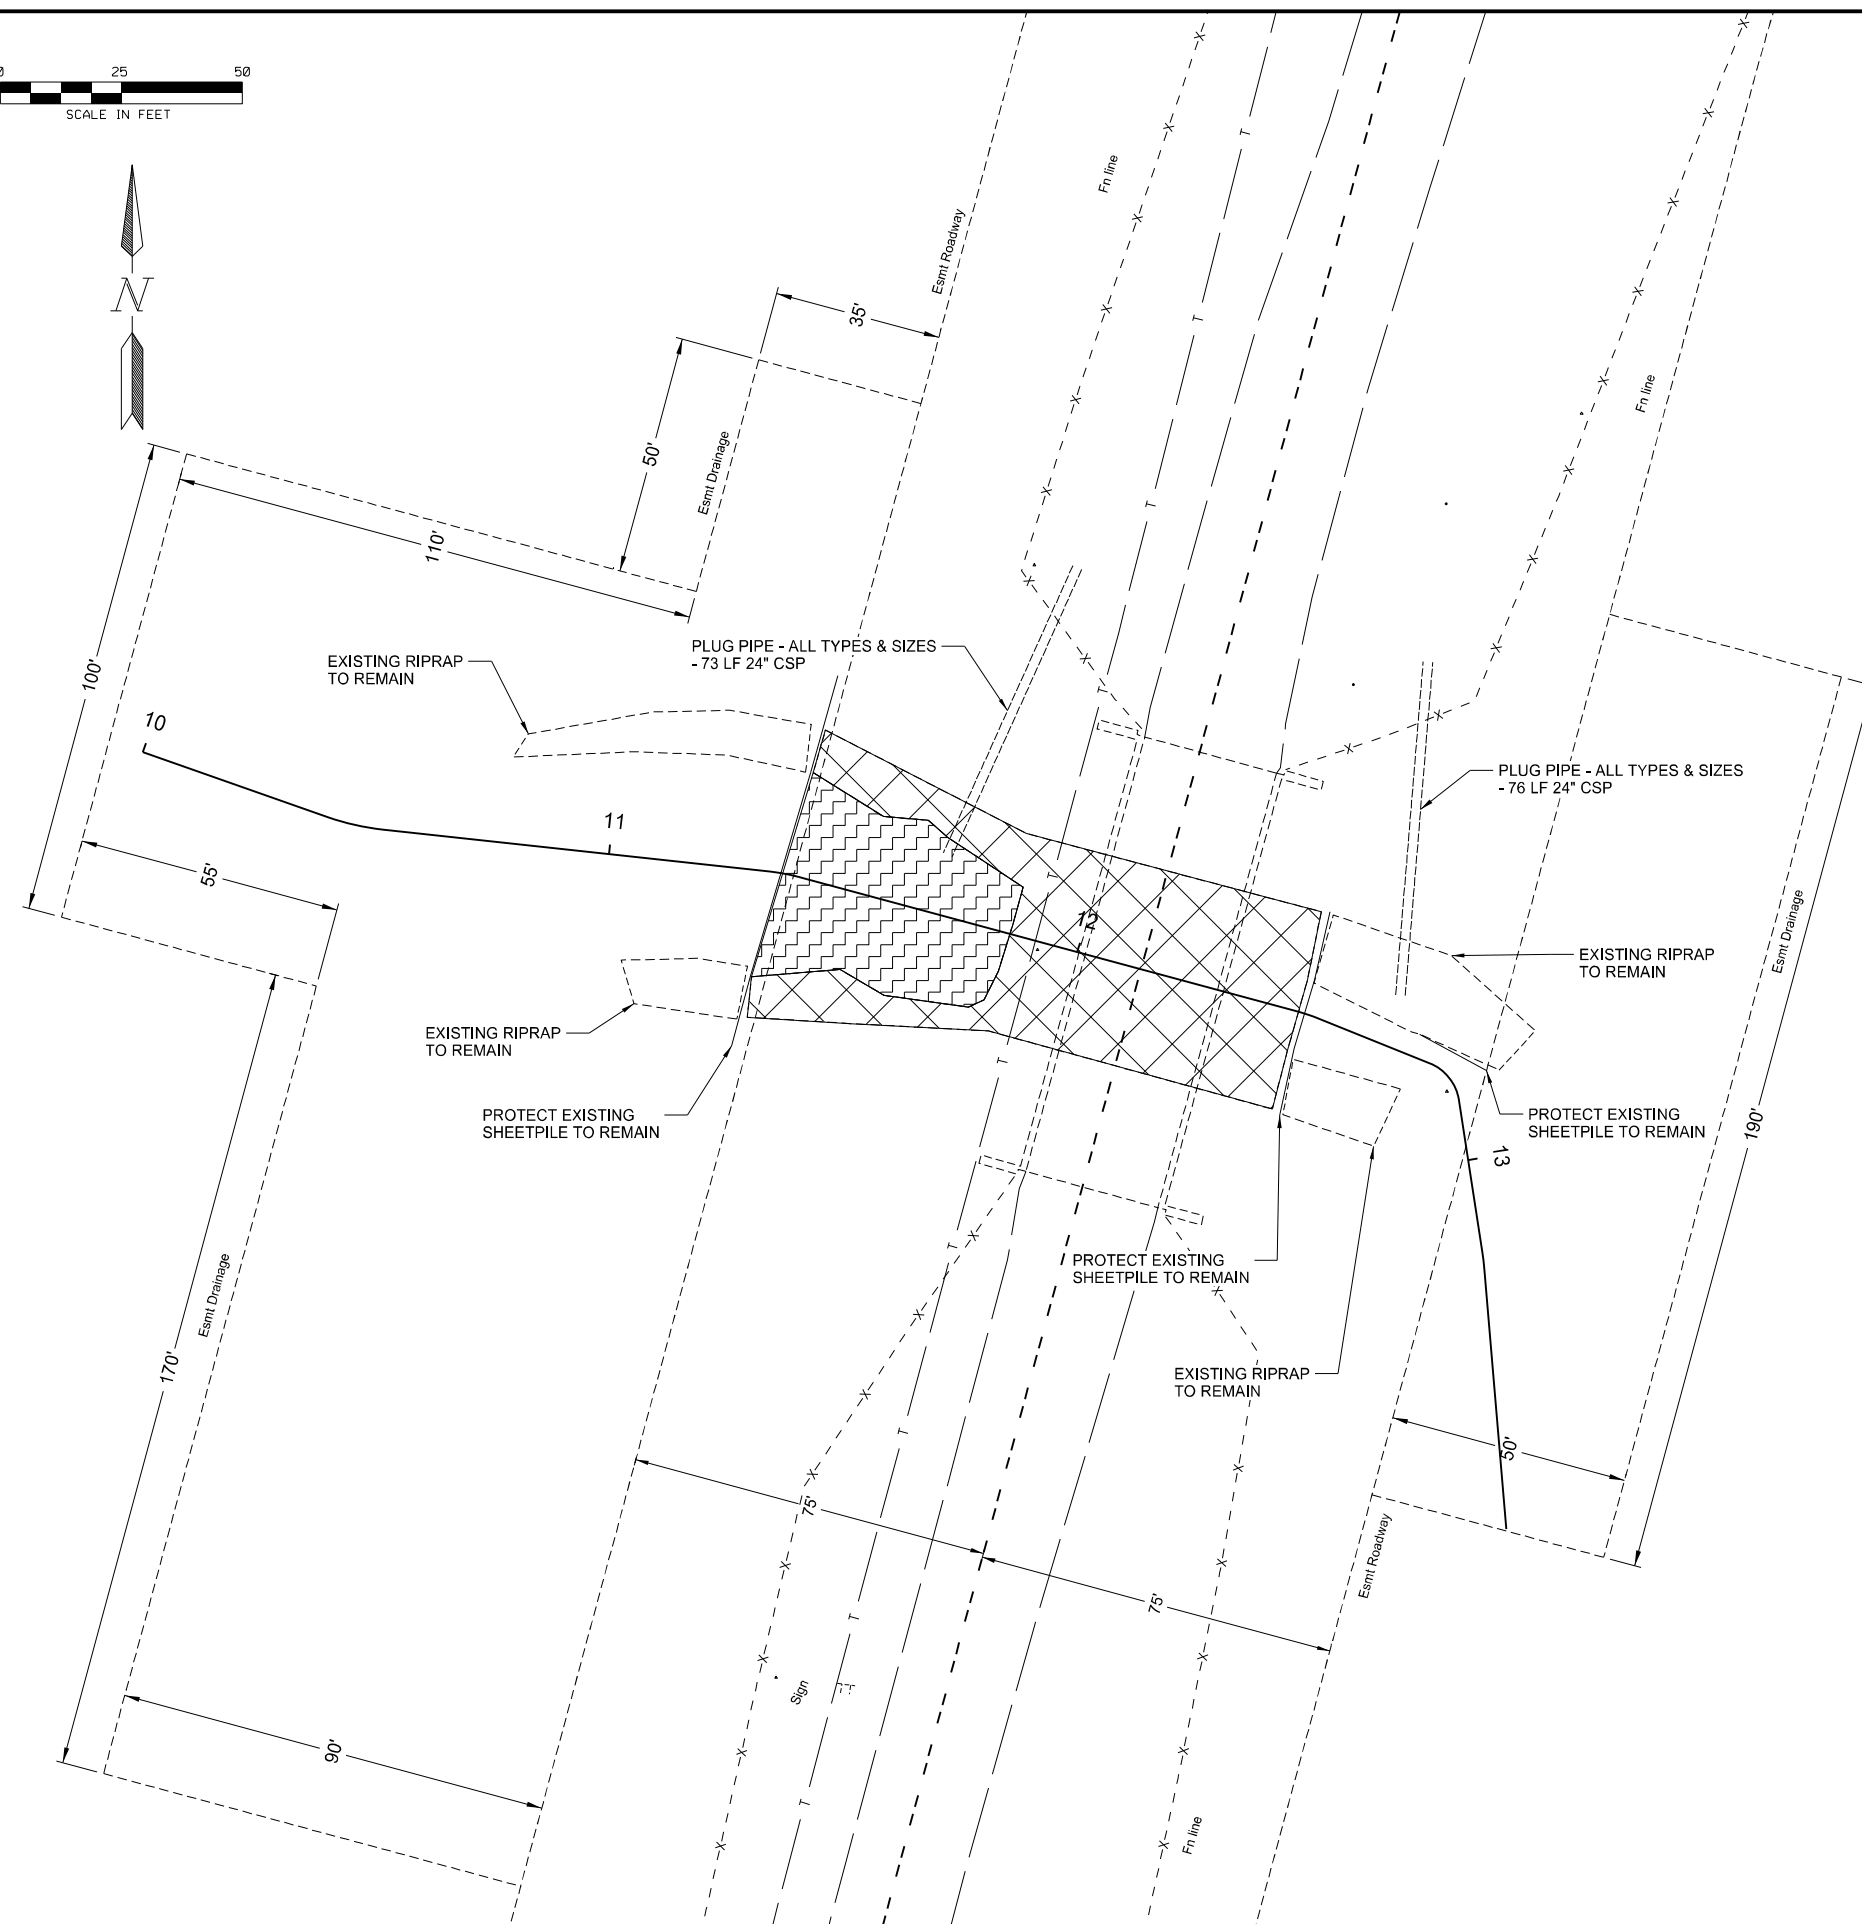 0 25 50
SCALE IN FEET
N
Fn line
Esmt Roadway
35'
Fn line
50'
Esmt Drainage
110'
100'
EXISTING RIPRAP
TO REMAIN
PLUG PIPE - ALL TYPES & SIZES
- 73 LF 24" CSP
10
PLUG PIPE - ALL TYPES & SIZES
- 76 LF 24" CSP
11
55'
12
Esmt Drainage
EXISTING RIPRAP
TO REMAIN
EXISTING RIPRAP
TO REMAIN
PROTECT EXISTING
SHEETPILE TO REMAIN
PROTECT EXISTING
SHEETPILE TO REMAIN
190'
13
PROTECT EXISTING
SHEETPILE TO REMAIN
Esmt Drainage
170'
EXISTING RIPRAP
TO REMAIN
50'
75'
Esmt Roadway
75'
Sign
90'
Fn line
X X X X X X X X X X X X X X X X X X X X X X X X X X X X X X X X X X X X X X
T T T T T T T T T T T